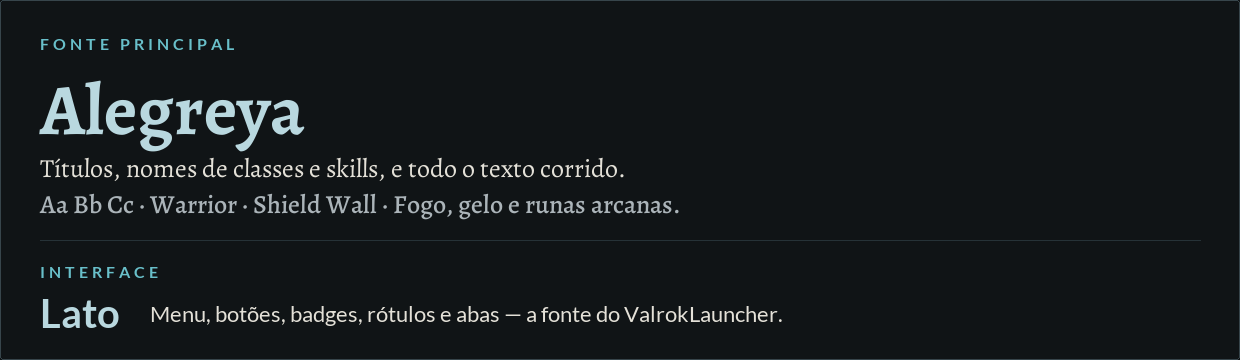 FONTE PRINCIPAL
Alegreya
Títulos, nomes de classes e skills, e todo o texto corrido.
Aa Bb Cc · Warrior · Shield Wall · Fogo, gelo e runas arcanas.
INTERFACE
Lato Menu, botões, badges, rótulos e abas — a fonte do ValrokLauncher.